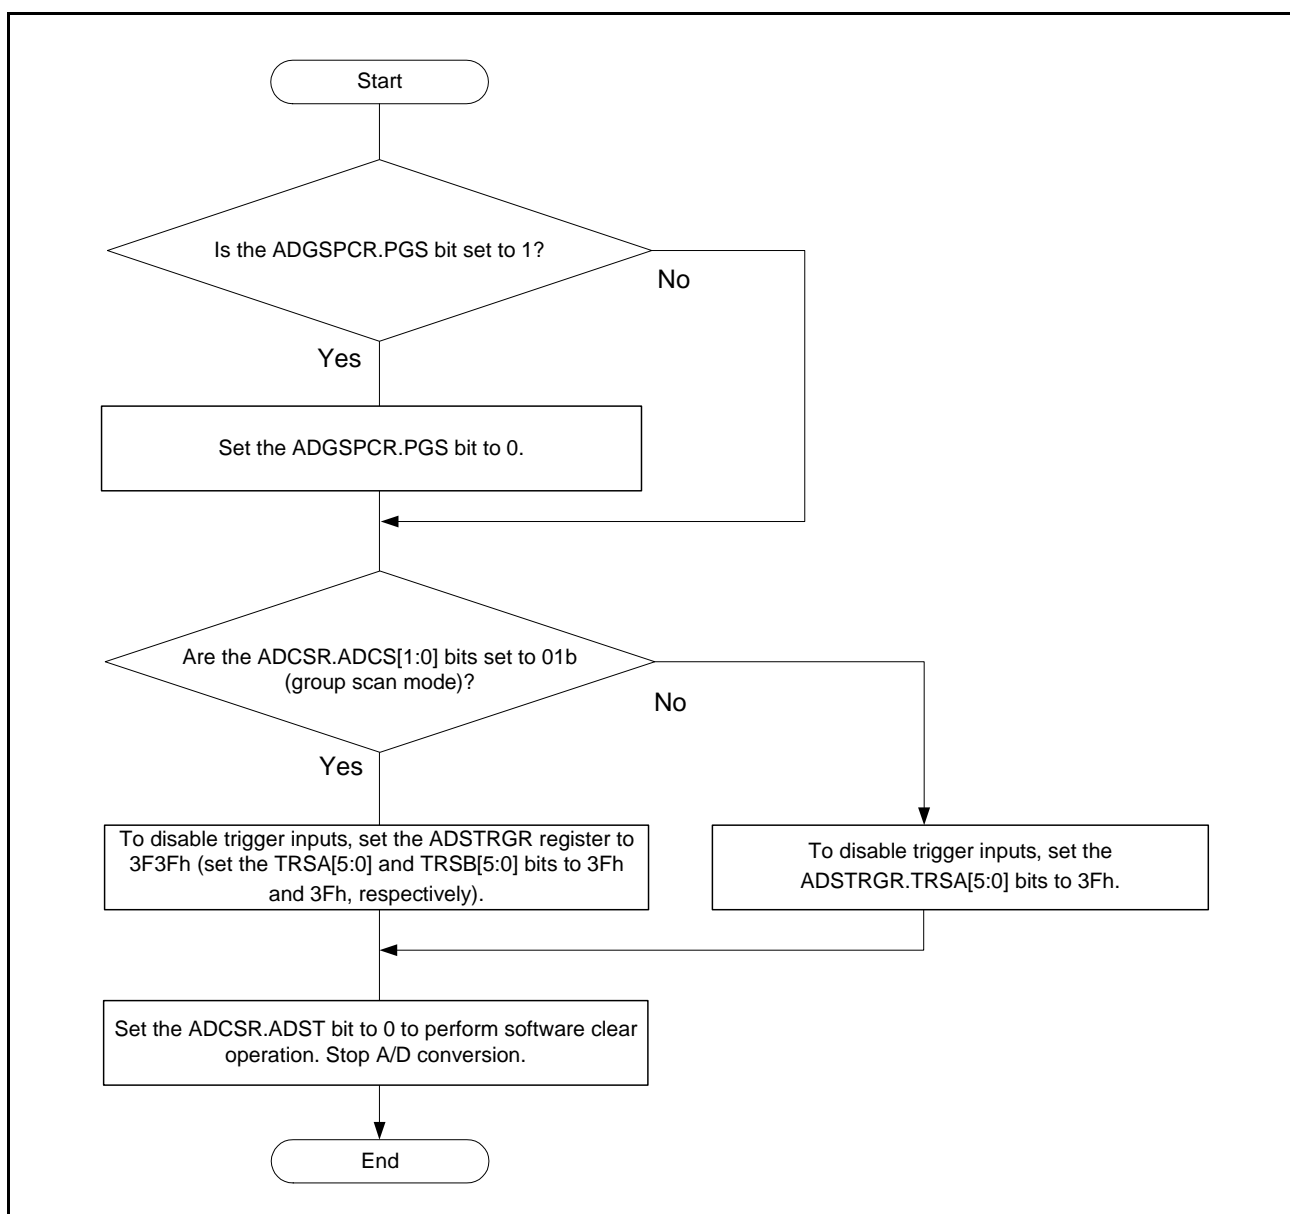 Start
Is the ADGSPCR.PGS bit set to 1?
No
Yes
Set the ADGSPCR.PGS bit to 0.
Are the ADCSR.ADCS[1:0] bits set to 01b
(group scan mode)?
No
Yes
To disable trigger inputs, set the ADSTRGR register to
3F3Fh (set the TRSA[5:0] and TRSB[5:0] bits to 3Fh
and 3Fh, respectively).
To disable trigger inputs, set the
ADSTRGR.TRSA[5:0] bits to 3Fh.
Set the ADCSR.ADST bit to 0 to perform software clear
operation. Stop A/D conversion.
End